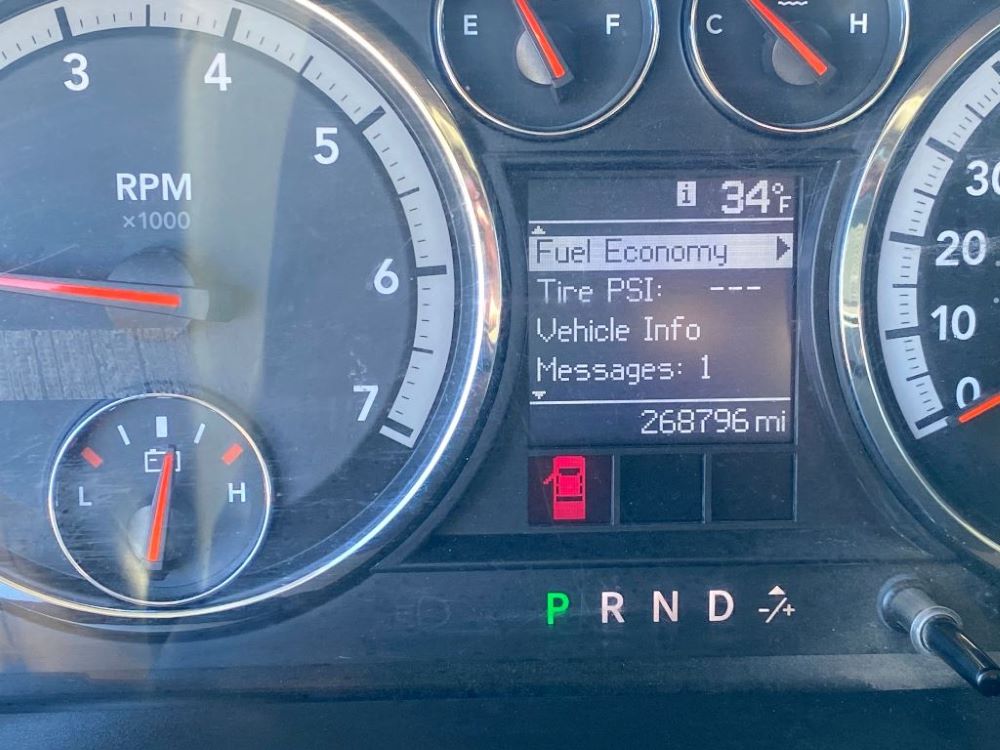 E F
C H
3 4
5
6
7
RPM
×1000
L H
i 34°F
Fuel Economy
Tire PSI: ---
Vehicle Info
Messages: 1
268796 mi
30
20
10
0
P R N D -/+